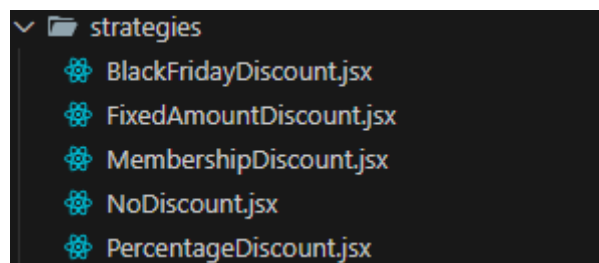 strategies
BlackFridayDiscount.jsx
FixedAmountDiscount.jsx
MembershipDiscount.jsx
NoDiscount.jsx
PercentageDiscount.jsx